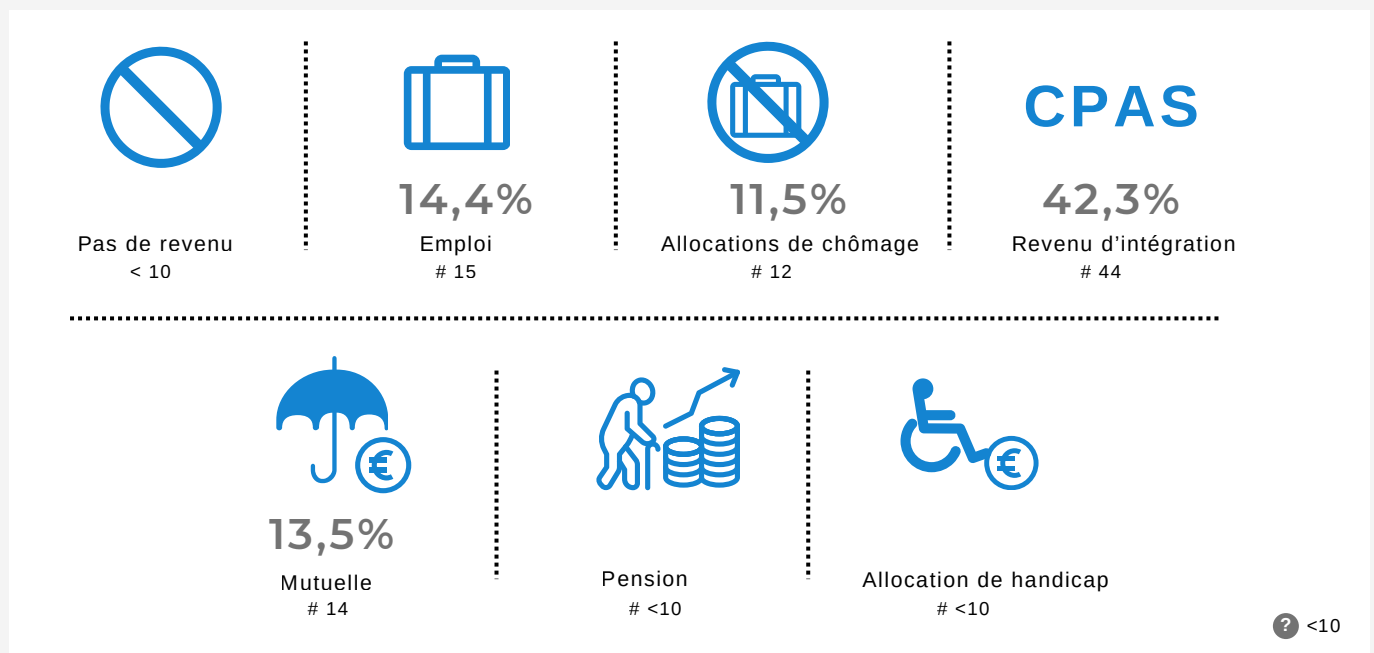 CPAS
14,4%
11,5%
42,3%
Pas de revenu
Emploi
Allocations de chômage
Revenu d’intégration
< 10
# 15
# 12
# 44
€
€
13,5%
Mutuelle
Pension
Allocation de handicap
# 14
# <10
# <10
? <10